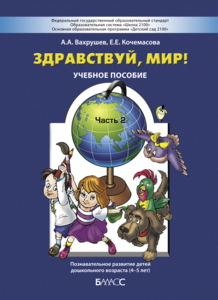 Федеральный государственный образовательный стандарт
Образовательная система «Школа 2100»
Основная образовательная программа «Детский сад 2100»
А.А. Вахрушев, Е.Е. Кочемасова
ЗДРАВСТВУЙ, МИР!
УЧЕБНОЕ ПОСОБИЕ
Часть 2
Познавательное развитие детей
дошкольного возраста (4–5 лет)
БАЛАСС